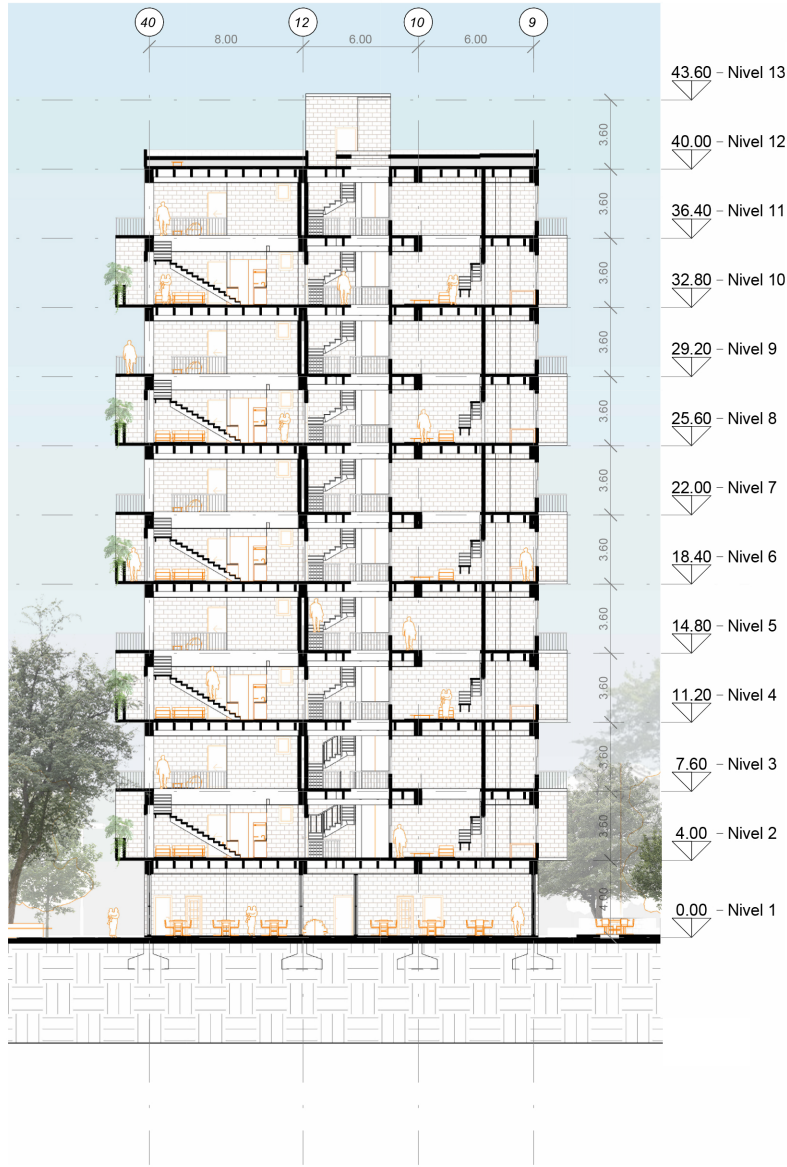 40 12 10 9
8.00 6.00 6.00
43.60 – Nivel 13
3.60
40.00 – Nivel 12
3.60
36.40 – Nivel 11
3.60
32.80 – Nivel 10
3.60
29.20 – Nivel 9
3.60
25.60 – Nivel 8
3.60
22.00 – Nivel 7
3.60
18.40 – Nivel 6
3.60
14.80 – Nivel 5
3.60
11.20 – Nivel 4
3.60
7.60 – Nivel 3
3.60
4.00 – Nivel 2
4.00
0.00 – Nivel 1